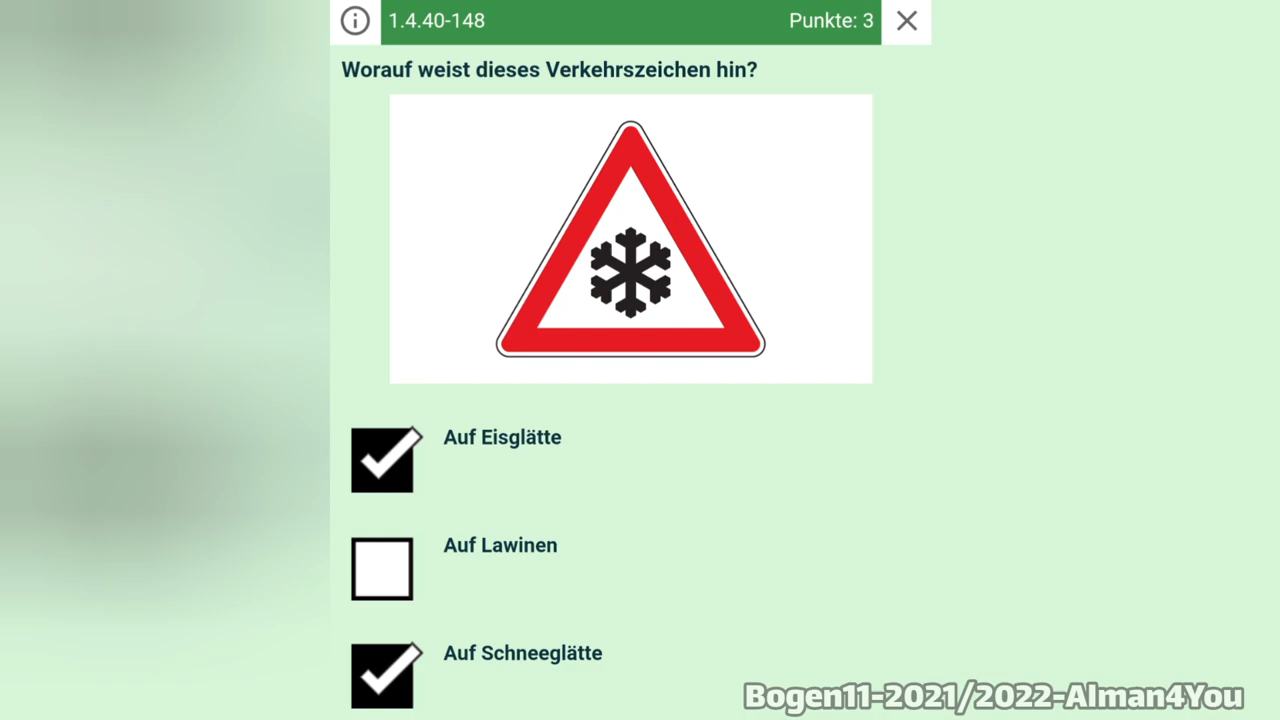 1.4.40-148
Punkte: 3
Worauf weist dieses Verkehrszeichen hin?
Auf Eisglätte
Auf Lawinen
Auf Schneeglätte
Bogen11-2021/2022-Alman4You